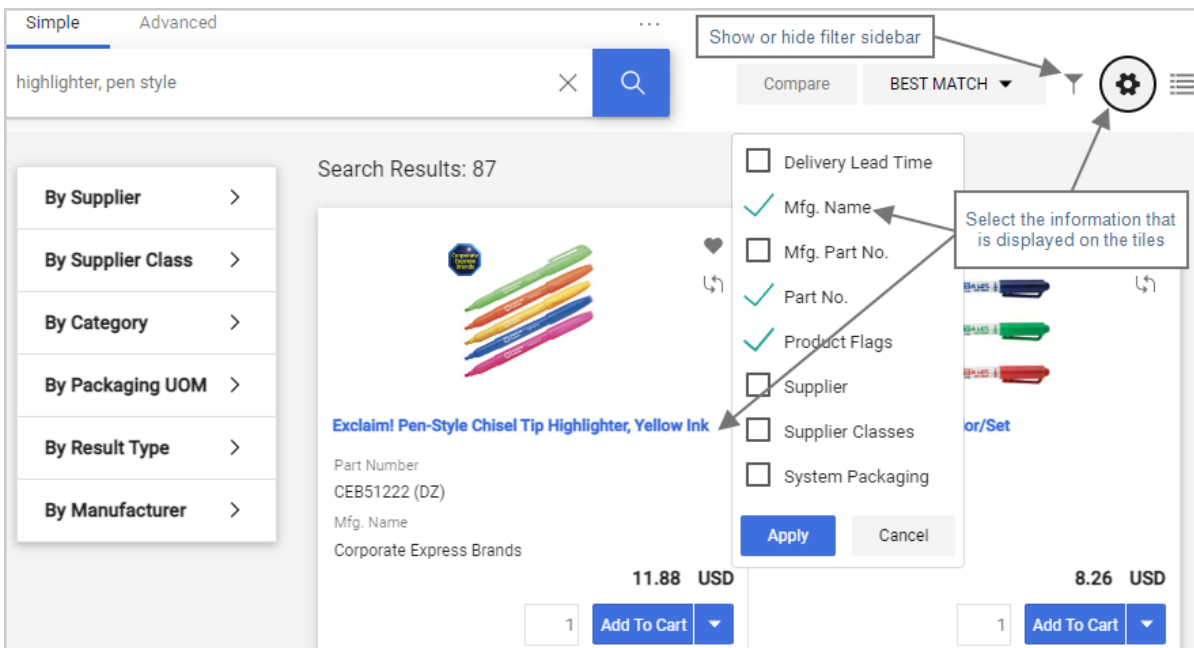 Simple
Advanced
...
Show or hide filter sidebar
highlighter, pen style
Compare
BEST MATCH
Search Results: 87
By Supplier
By Supplier Class
By Category
By Packaging UOM
By Result Type
By Manufacturer
Corporate
Express
Brands
Exclaim! Pen-Style Chisel Tip Highlighter, Yellow Ink
Part Number
CEB51222 (DZ)
Mfg. Name
Corporate Express Brands
11.88 USD
1
Add To Cart
Delivery Lead Time
Mfg. Name
Mfg. Part No.
Part No.
Product Flags
Supplier
Supplier Classes
System Packaging
Apply
Cancel
Select the information that
is displayed on the tiles
or/Set
8.26 USD
1
Add To Cart